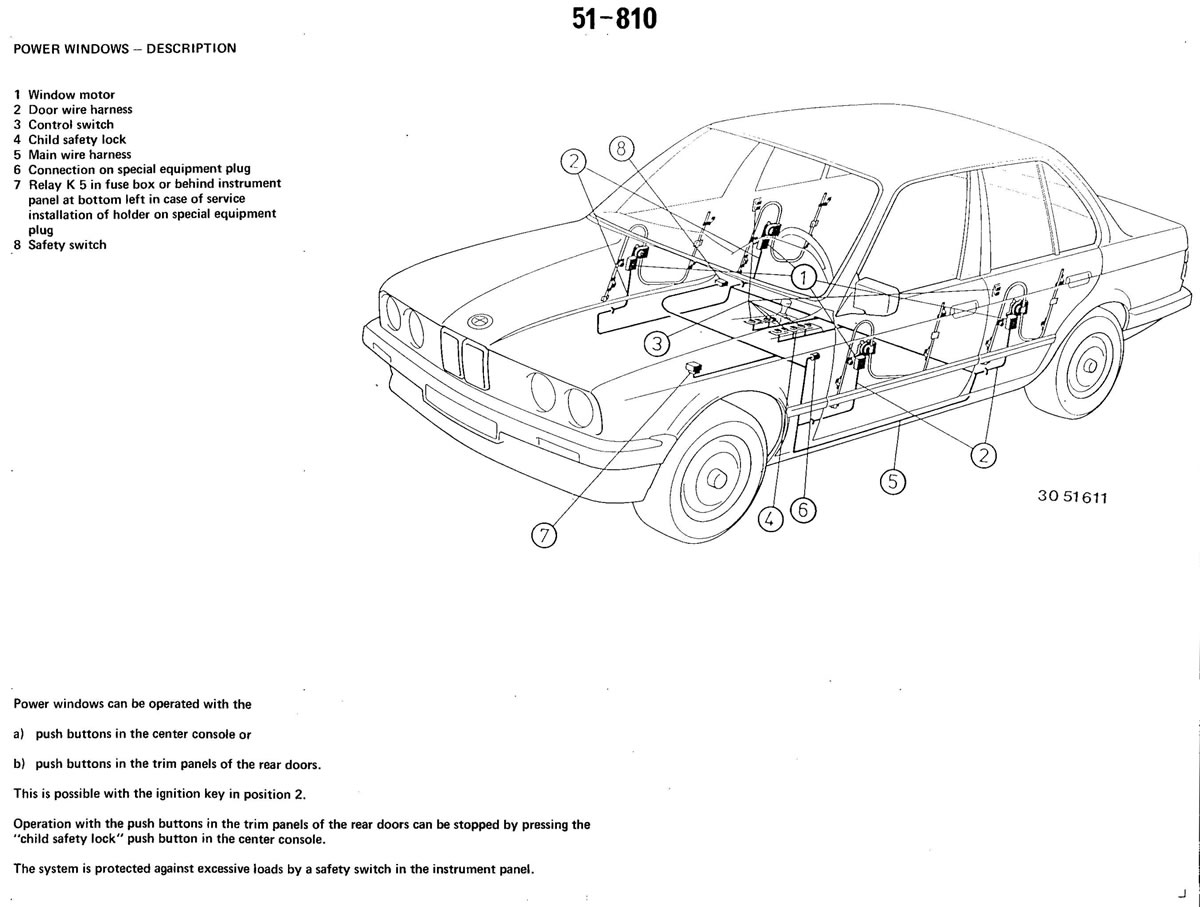 51-810
POWER WINDOWS – DESCRIPTION
1 Window motor
2 Door wire harness
3 Control switch
4 Child safety lock
5 Main wire harness
6 Connection on special equipment plug
7 Relay K 5 in fuse box or behind instrument
panel at bottom left in case of service
installation of holder on special equipment
plug
8 Safety switch
8
2
1
3
7
4
6
5
2
30 51611
Power windows can be operated with the
a) push buttons in the center console or
b) push buttons in the trim panels of the rear doors.
This is possible with the ignition key in position 2.
Operation with the push buttons in the trim panels of the rear doors can be stopped by pressing the
"child safety lock" push button in the center console.
The system is protected against excessive loads by a safety switch in the instrument panel.